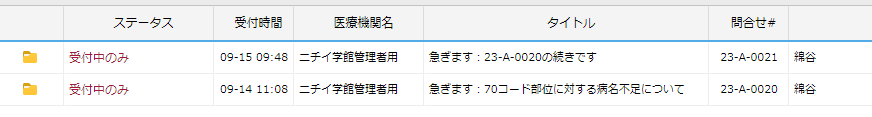 ステータス 受付時間 医療機関名 タイトル 問合せ#
受付中のみ 09-15 09:48 ニチイ学館管理者用 急ぎます：23-A-0020の続きです 23-A-0021 綿谷
受付中のみ 09-14 11:08 ニチイ学館管理者用 急ぎます：70コード部位に対する病名不足について 23-A-0020 綿谷